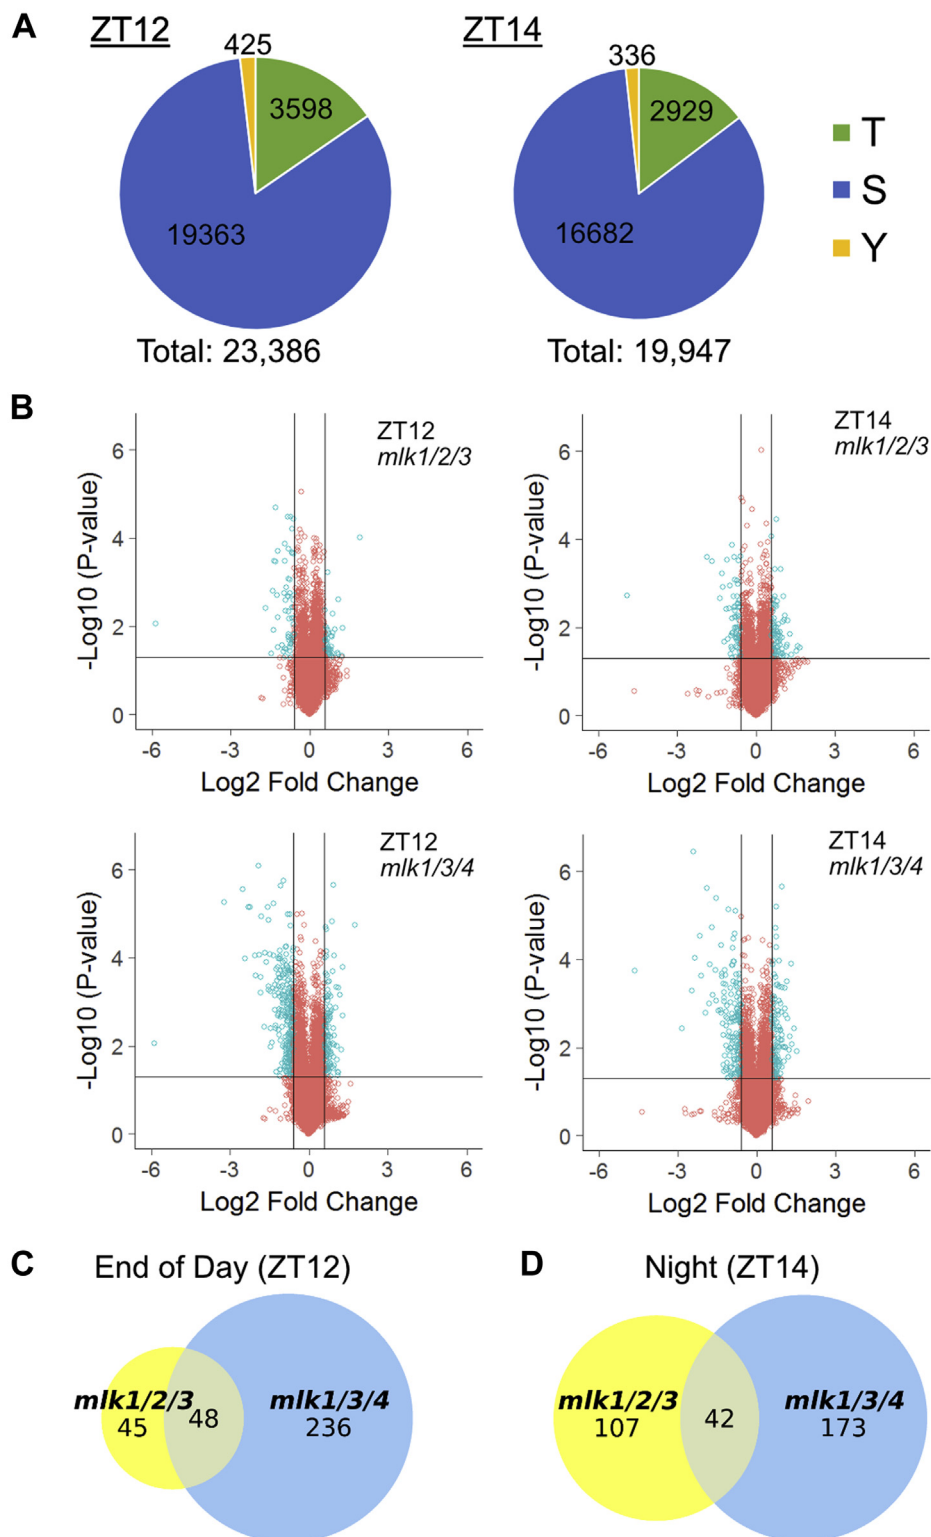 A
ZT12
ZT14
425
3598
19363
Total: 23,386
336
2929
16682
Total: 19,947
T
S
Y
B
ZT12
mlk1/2/3
-Log10 (P-value)
6
4
2
0
-6 -3 0 3 6
Log2 Fold Change
ZT14
mlk1/2/3
-Log10 (P-value)
6
4
2
0
-6 -3 0 3 6
Log2 Fold Change
ZT12
mlk1/3/4
-Log10 (P-value)
6
4
2
0
-6 -3 0 3 6
Log2 Fold Change
ZT14
mlk1/3/4
-Log10 (P-value)
6
4
2
0
-6 -3 0 3 6
Log2 Fold Change
C
End of Day (ZT12)
mlk1/2/3
45
48
mlk1/3/4
236
D
Night (ZT14)
mlk1/2/3
107
42
mlk1/3/4
173